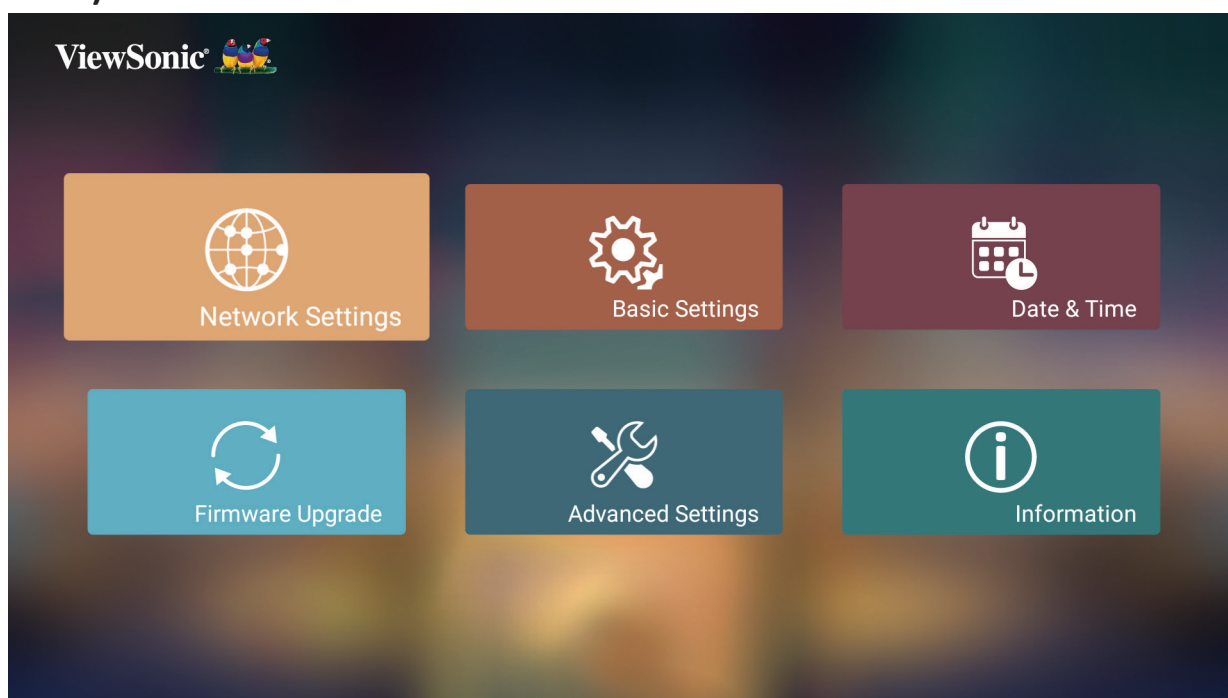 ViewSonic®
Network Settings
Basic Settings
Date & Time
Firmware Upgrade
Advanced Settings
Information